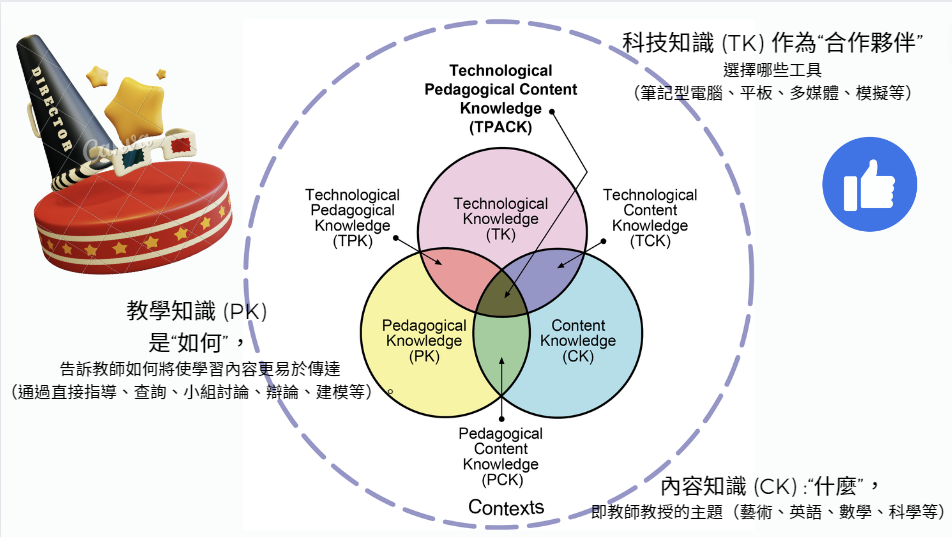 科技知識 (TK) 作為“合作夥伴”
選擇哪些工具
（筆記型電腦、平板、多媒體、模擬等）
DIRECTOR
Canva
Technological
Pedagogical Content
Knowledge
(TPACK)
Technological
Pedagogical
Knowledge
(TPK)
Technological
Knowledge
(TK)
Technological
Content
Knowledge
(TCK)
教學知識 (PK)
是“如何”，
告訴教師如何將使學習內容更易於傳達
（通過直接指導、查詢、小組討論、辯論、建模等）。
Pedagogical
Knowledge
(PK)
Content
Knowledge
(CK)
Pedagogical
Content
Knowledge
(PCK)
Contexts
內容知識 (CK) :“什麼”，
即教師教授的主題（藝術、英語、數學、科學等）